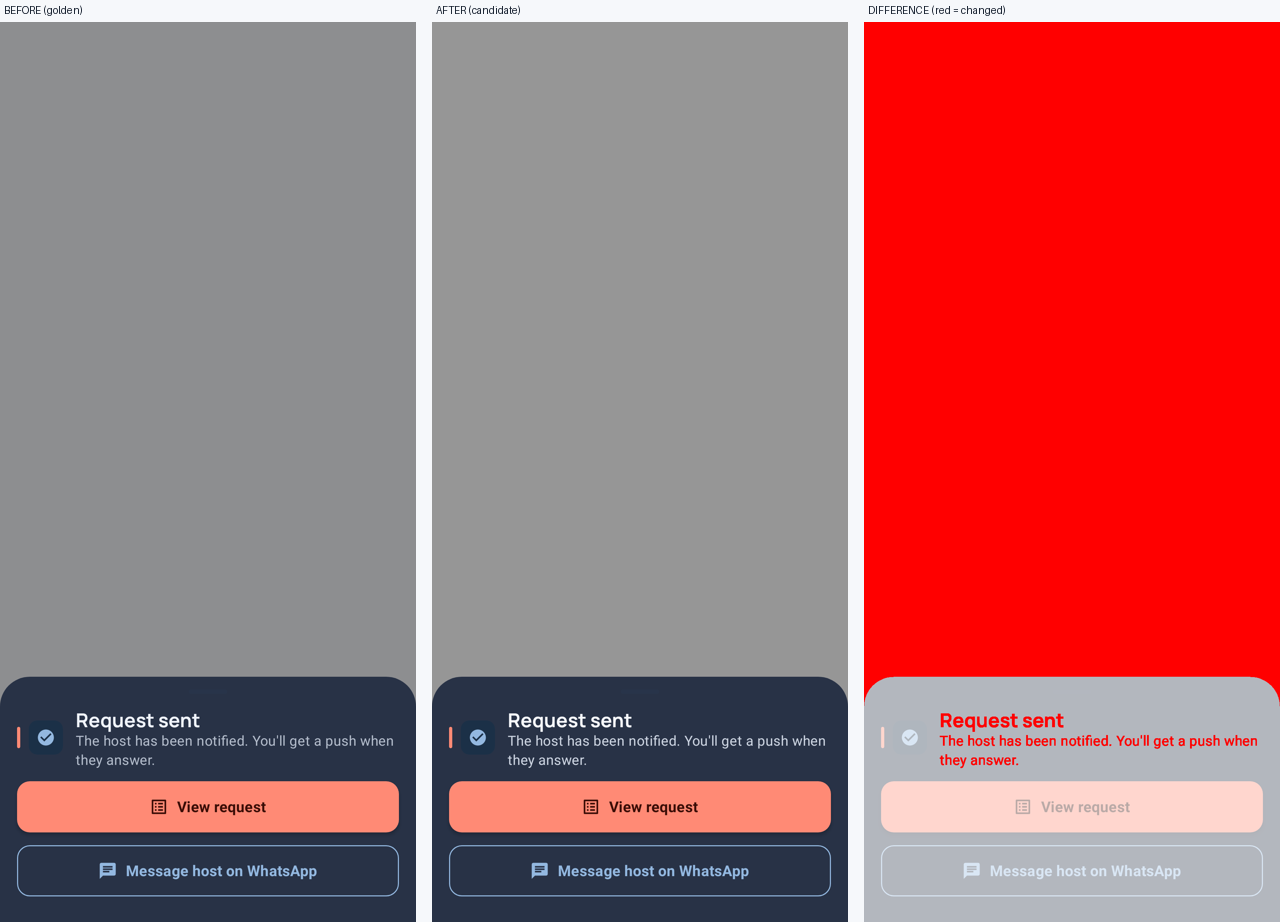 BEFORE (golden)
AFTER (candidate)
DIFFERENCE (red = changed)
Request sent
The host has been notified. You'll get a push when
they answer.
View request
Message host on WhatsApp
Request sent
The host has been notified. You'll get a push when
they answer.
View request
Message host on WhatsApp
Request sent
The host has been notified. You'll get a push when
they answer.
View request
Message host on WhatsApp